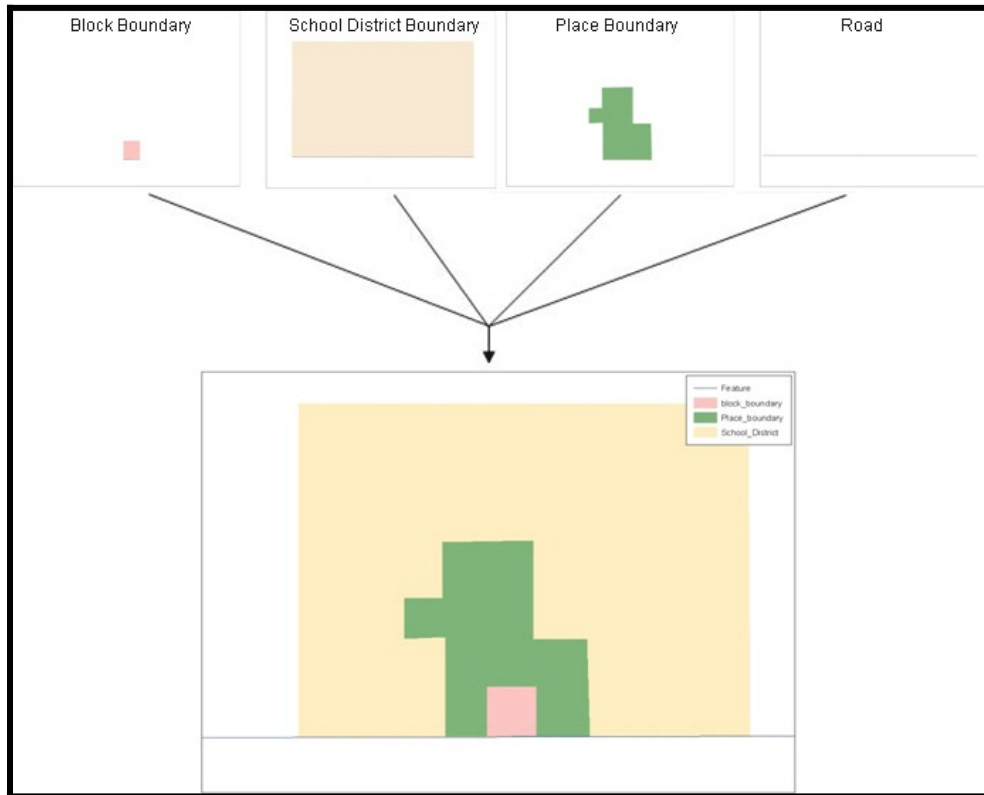 Block Boundary
School District Boundary
Place Boundary
Road
Feature
block_boundary
Place_boundary
School_District